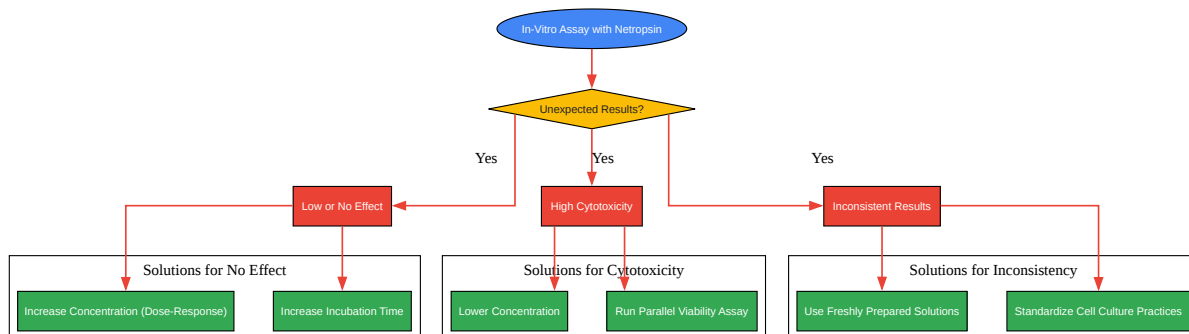 In-Vitro Assay with Netropsin
Unexpected Results?
Yes
Yes
Yes
Low or No Effect
High Cytotoxicity
Inconsistent Results
Solutions for No Effect
Solutions for Cytotoxicity
Solutions for Inconsistency
Increase Concentration (Dose-Response)
Increase Incubation Time
Lower Concentration
Run Parallel Viability Assay
Use Freshly Prepared Solutions
Standardize Cell Culture Practices